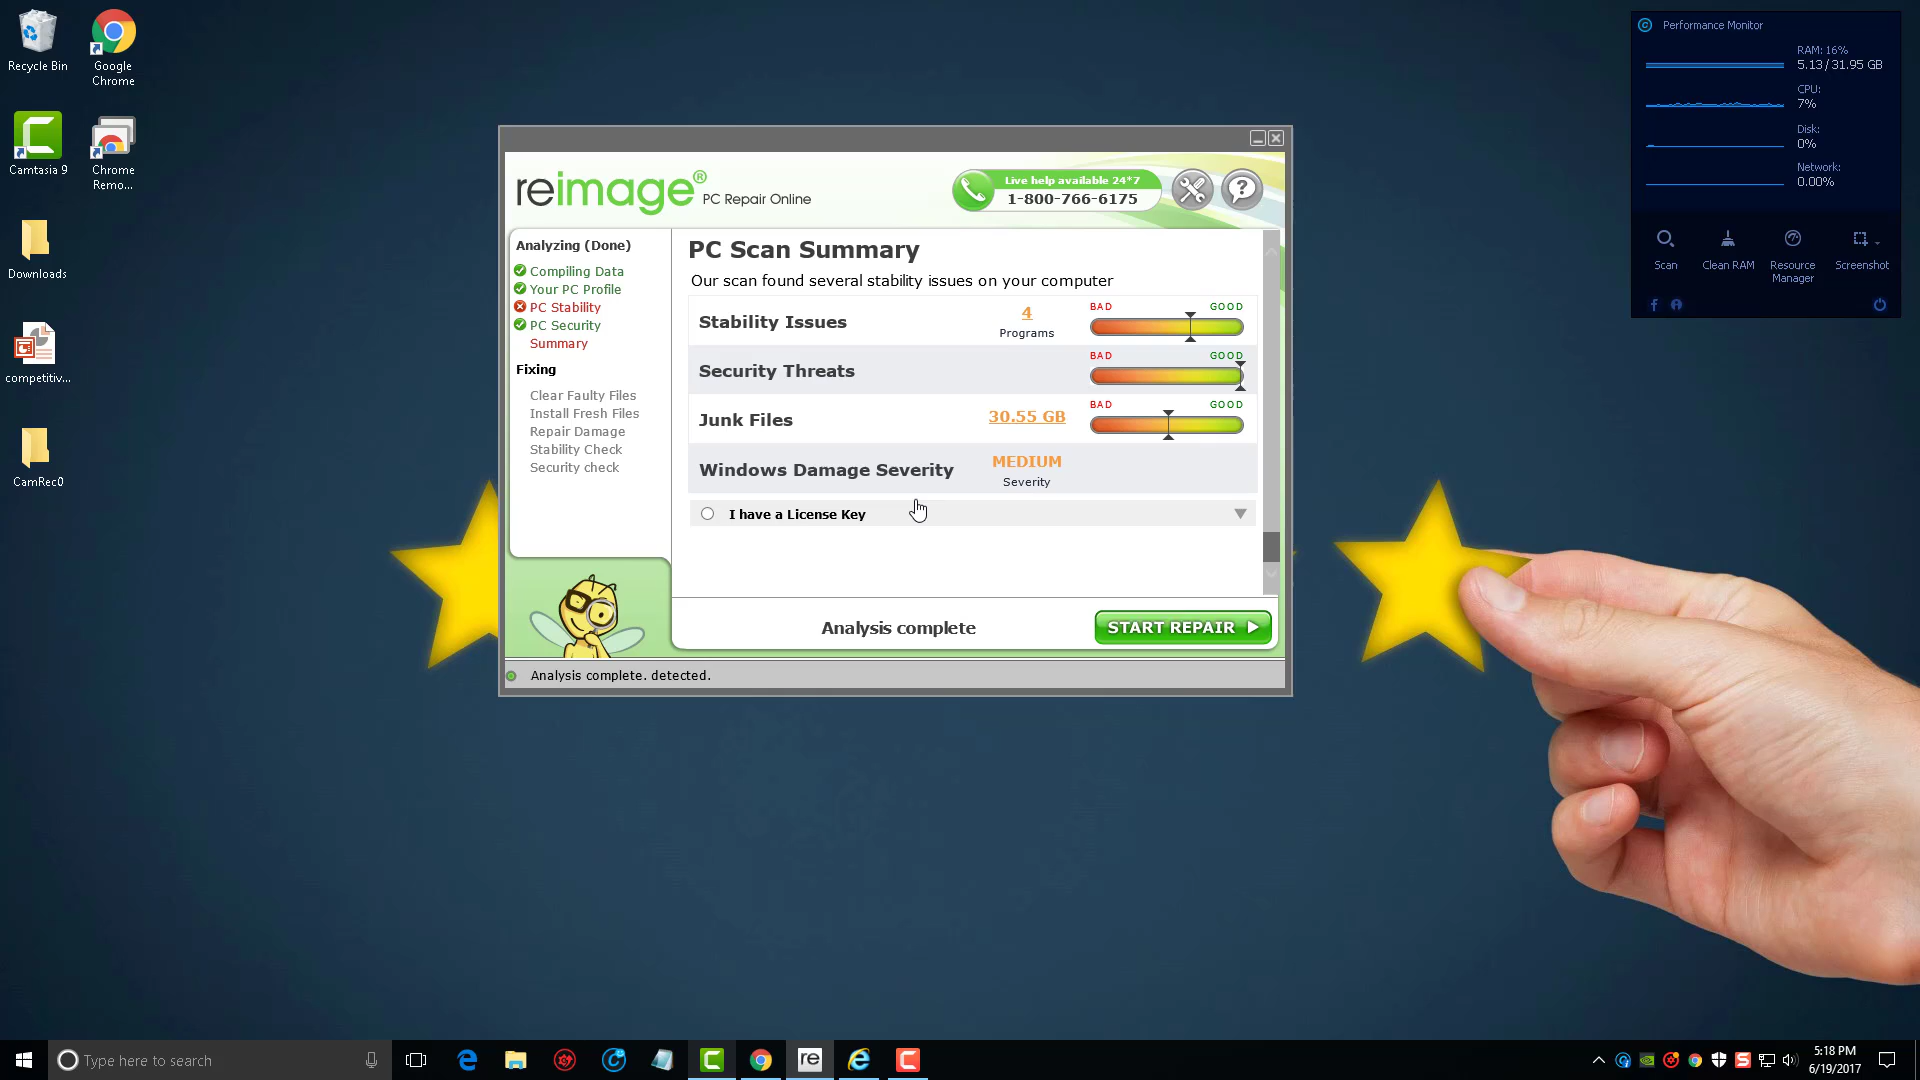 Recycle Bin
Google
Chrome
Camtasia 9
Chrome
Remo...
Downloads
competitiv...
CamRec0
Performance Monitor
RAM: 16%
5.13/31.95 GB
CPU:
7%
Disk:
0%
Network:
0.00%
Scan
Clean RAM
Resource
Manager
Screenshot
reimage® PC Repair Online
Live help available 24*7
1-800-766-6175
Analyzing (Done)
Compiling Data
Your PC Profile
PC Stability
PC Security
Summary
Fixing
Clear Faulty Files
Install Fresh Files
Repair Damage
Stability Check
Security check
PC Scan Summary
Our scan found several stability issues on your computer
Stability Issues
4
Programs
BAD GOOD
Security Threats
BAD GOOD
Junk Files
30.55 GB
BAD GOOD
Windows Damage Severity
MEDIUM
Severity
I have a License Key
Analysis complete
START REPAIR
Analysis complete. detected.
Type here to search
re
5:18 PM
6/19/2017